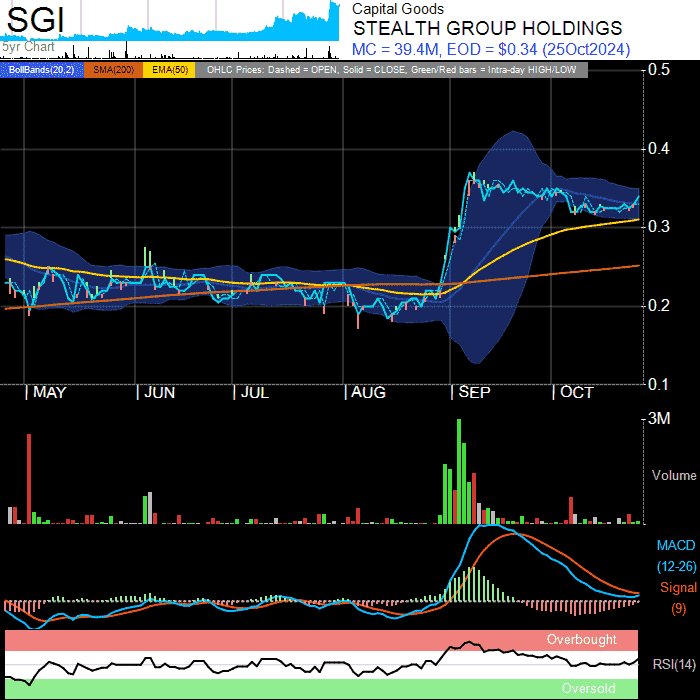 SGI
5yr Chart
Capital Goods
STEALTH GROUP HOLDINGS
MC = 39.4M, EOD = $0.34 (25Oct2024)
BollBands(20,2) SMA(200) EMA(50) OHLC Prices: Dashed = OPEN, Solid = CLOSE, Green/Red bars = Intra-day HIGH/LOW
0.5
0.4
0.3
0.2
0.1
MAY JUN JUL AUG SEP OCT
3M
Volume
MACD
(12-26)
Signal
(9)
Overbought
RSI(14)
Oversold